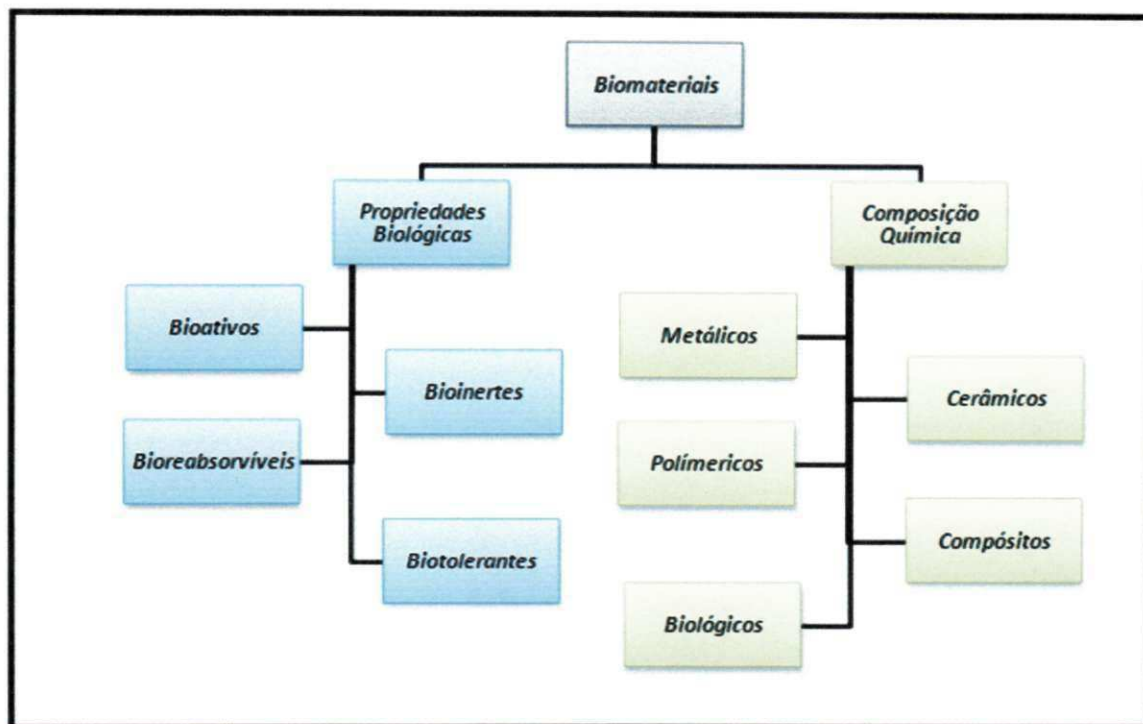 Biomateriais
Propriedades
Biológicas
Composição
Química
Bioativos
Bioinertes
Bioreabsorvíveis
Biotolerantes
Metálicos
Cerâmicos
Polímericos
Compósitos
Biológicos